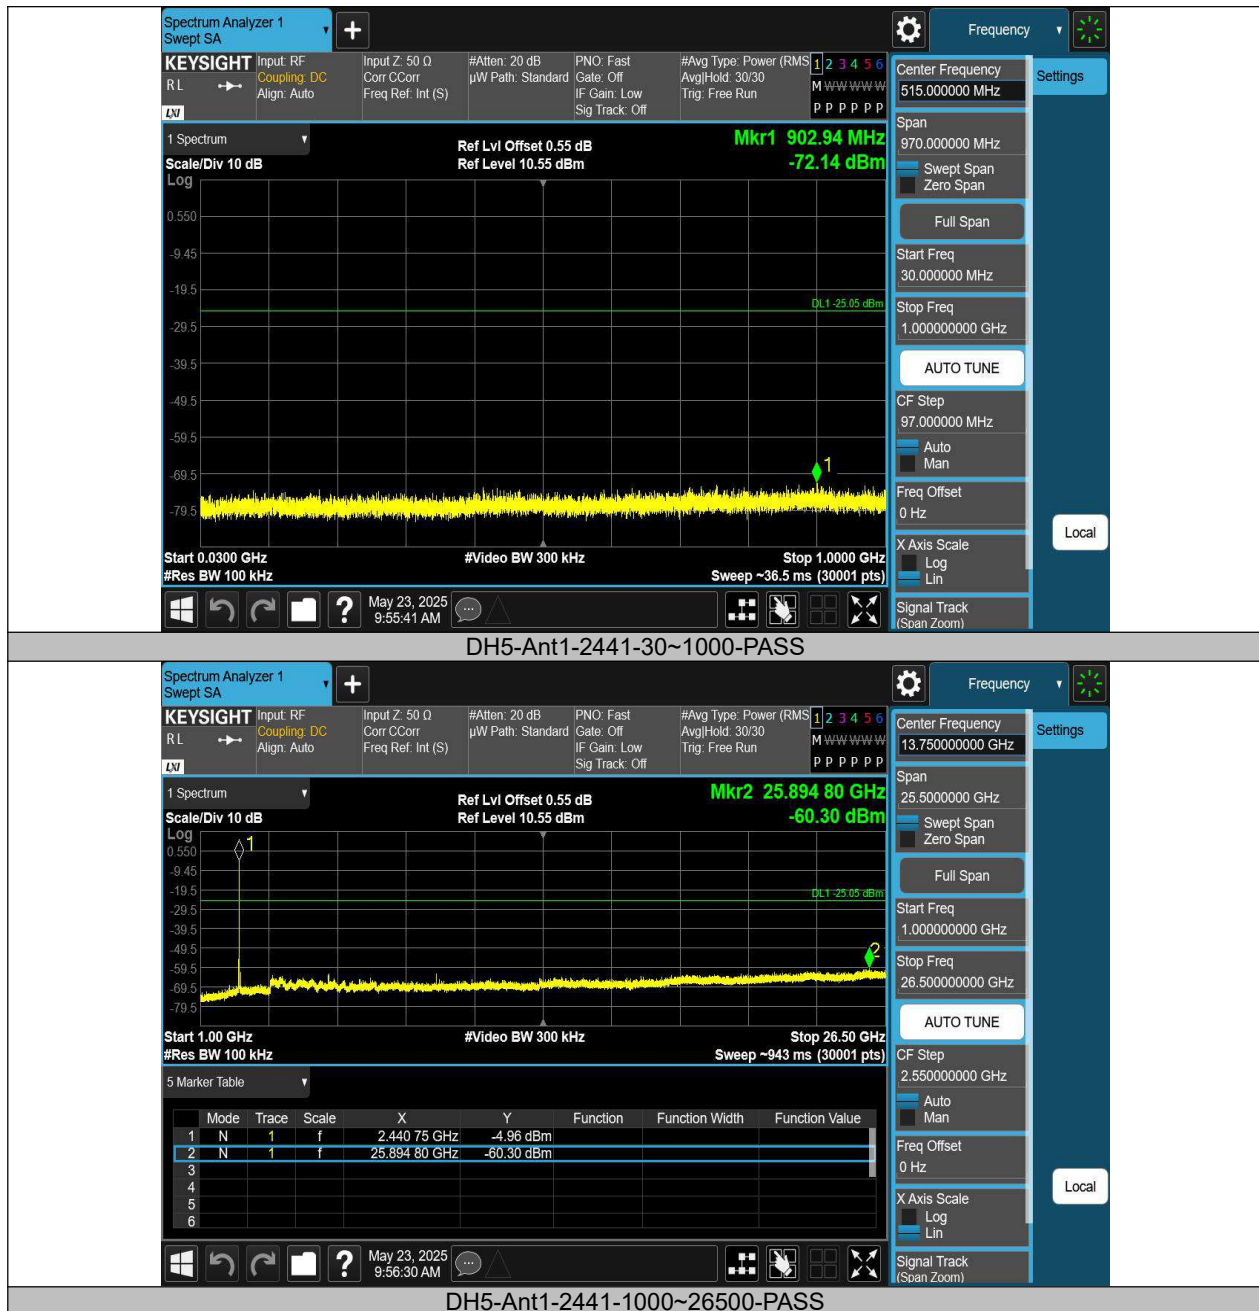 Spectrum Analyzer 1
Swept SA
Frequency
KEYSIGHT
R L
LXI
Input: RF
Coupling: DC
Align: Auto
Input Z: 50 Ω
Corr CCorr
Freq Ref: Int (S)
#Atten: 20 dB
µW Path: Standard
PNO: Fast
Gate: Off
IF Gain: Low
Sig Track: Off
#Avg Type: Power (RMS
Avg|Hold: 30/30
Trig: Free Run
1 2 3 4 5 6
M W W W W W
P P P P P P
1 Spectrum
Scale/Div 10 dB
Ref Lvl Offset 0.55 dB
Ref Level 10.55 dBm
Mkr1 902.94 MHz
-72.14 dBm
Log
0.550
-9.45
-19.5
DL1 -25.05 dBm
-29.5
-39.5
-49.5
-59.5
-69.5
1
-79.5
Start 0.0300 GHz
#Video BW 300 kHz
Stop 1.0000 GHz
#Res BW 100 kHz
Sweep ~36.5 ms (30001 pts)
?
May 23, 2025
9:55:41 AM
Center Frequency
515.000000 MHz
Settings
Span
970.000000 MHz
Swept Span
Zero Span
Full Span
Start Freq
30.000000 MHz
Stop Freq
1.000000000 GHz
AUTO TUNE
CF Step
97.000000 MHz
Auto
Man
Freq Offset
0 Hz
X Axis Scale
Log
Lin
Local
Signal Track
(Span Zoom)
DH5-Ant1-2441-30~1000-PASS
Spectrum Analyzer 1
Swept SA
Frequency
KEYSIGHT
R L
LXI
Input: RF
Coupling: DC
Align: Auto
Input Z: 50 Ω
Corr CCorr
Freq Ref: Int (S)
#Atten: 20 dB
µW Path: Standard
PNO: Fast
Gate: Off
IF Gain: Low
Sig Track: Off
#Avg Type: Power (RMS
Avg|Hold: 30/30
Trig: Free Run
1 2 3 4 5 6
M W W W W W
P P P P P P
1 Spectrum
Scale/Div 10 dB
Ref Lvl Offset 0.55 dB
Ref Level 10.55 dBm
Mkr2 25.894 80 GHz
-60.30 dBm
Log
1
0.550
-9.45
-19.5
DL1 -25.05 dBm
-29.5
-39.5
-49.5
2
-59.5
-69.5
-79.5
Start 1.00 GHz
#Video BW 300 kHz
Stop 26.50 GHz
#Res BW 100 kHz
Sweep ~943 ms (30001 pts)
5 Marker Table
Mode Trace Scale X Y Function Function Width Function Value
1 N 1 f 2.440 75 GHz -4.96 dBm
2 N 1 f 25.894 80 GHz -60.30 dBm
3
4
5
6
?
May 23, 2025
9:56:30 AM
Center Frequency
13.750000000 GHz
Settings
Span
25.5000000 GHz
Swept Span
Zero Span
Full Span
Start Freq
1.000000000 GHz
Stop Freq
26.500000000 GHz
AUTO TUNE
CF Step
2.550000000 GHz
Auto
Man
Freq Offset
0 Hz
X Axis Scale
Log
Lin
Local
Signal Track
(Span Zoom)
DH5-Ant1-2441-1000~26500-PASS